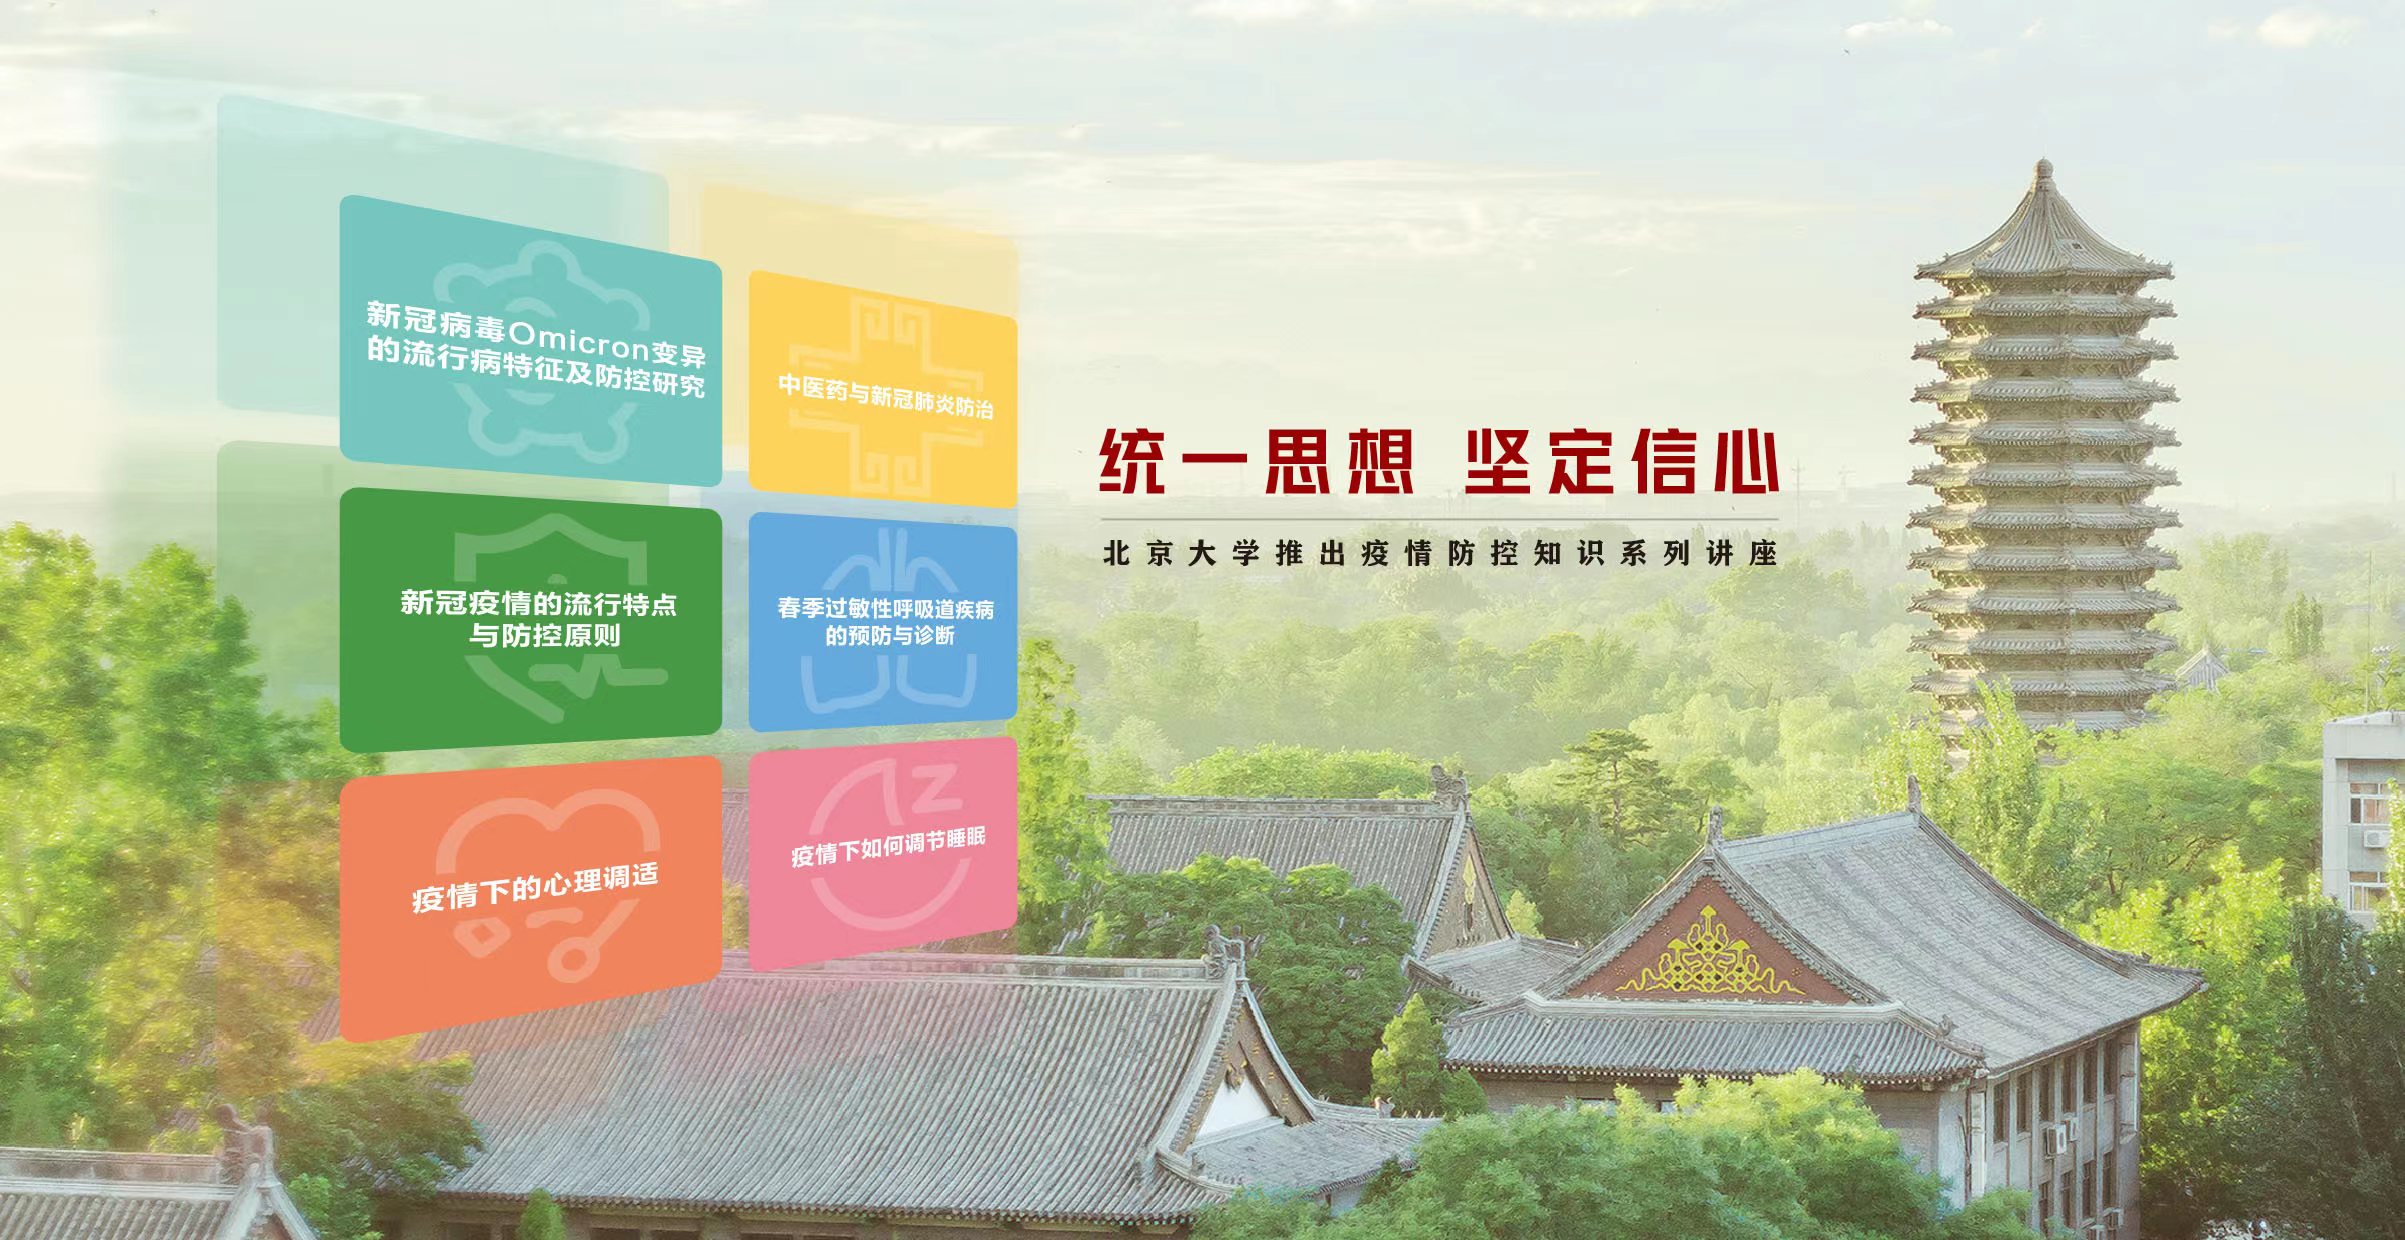 新冠病毒Omicron变异
的流行病特征及防控研究
中医药与新冠肺炎防治
新冠疫情的流行特点
与防控原则
春季过敏性呼吸道疾病
的预防与诊断
疫情下的心理调适
疫情下如何调节睡眠
统一思想 坚定信心
北京大学推出疫情防控知识系列讲座